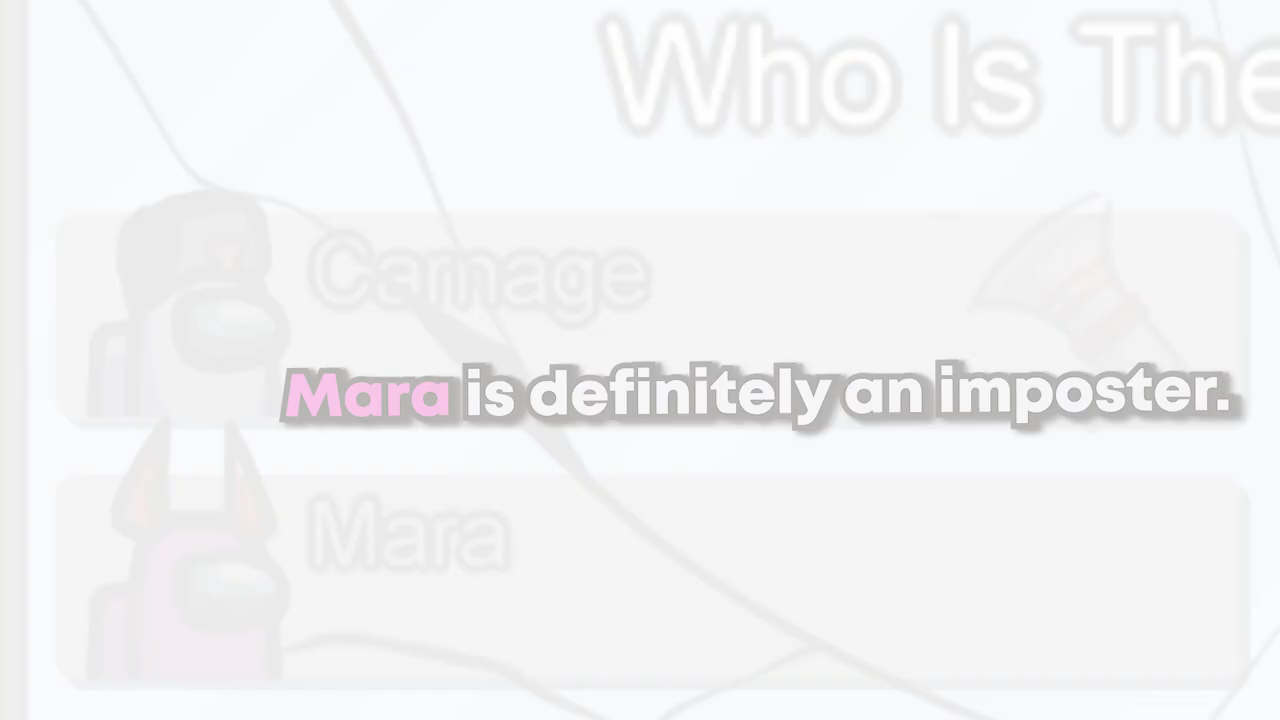 Who Is The
Carnage
Mara is definitely an imposter.
Mara